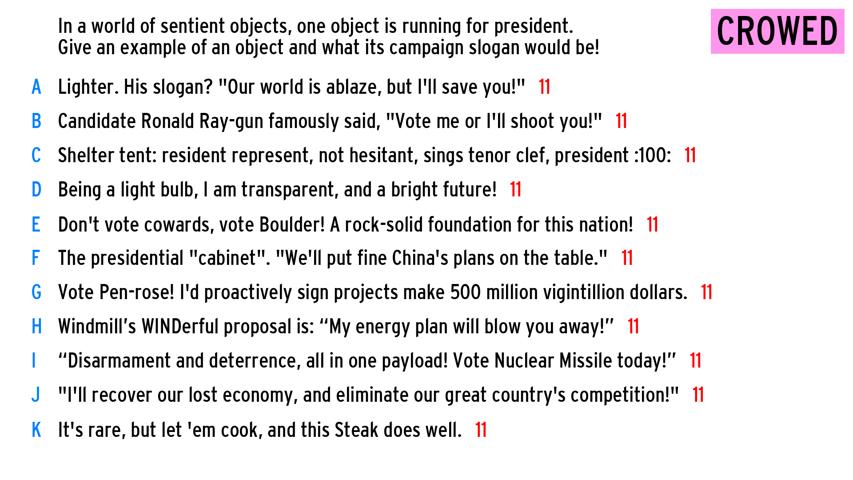 In a world of sentient objects, one object is running for president.
Give an example of an object and what its campaign slogan would be!
CROWED
A Lighter. His slogan? "Our world is ablaze, but I'll save you!" 11
B Candidate Ronald Ray-gun famously said, "Vote me or I'll shoot you!" 11
C Shelter tent: resident represent, not hesitant, sings tenor clef, president :100: 11
D Being a light bulb, I am transparent, and a bright future! 11
E Don't vote cowards, vote Boulder! A rock-solid foundation for this nation! 11
F The presidential "cabinet". "We'll put fine China's plans on the table." 11
G Vote Pen-rose! I'd proactively sign projects make 500 million vigintillion dollars. 11
H Windmill’s WINDerful proposal is: “My energy plan will blow you away!” 11
I “Disarmament and deterrence, all in one payload! Vote Nuclear Missile today!” 11
J "I'll recover our lost economy, and eliminate our great country's competition!" 11
K It's rare, but let 'em cook, and this Steak does well. 11